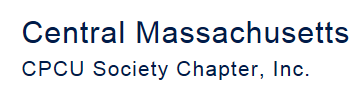 Central Massachusetts
CPCU Society Chapter, Inc.